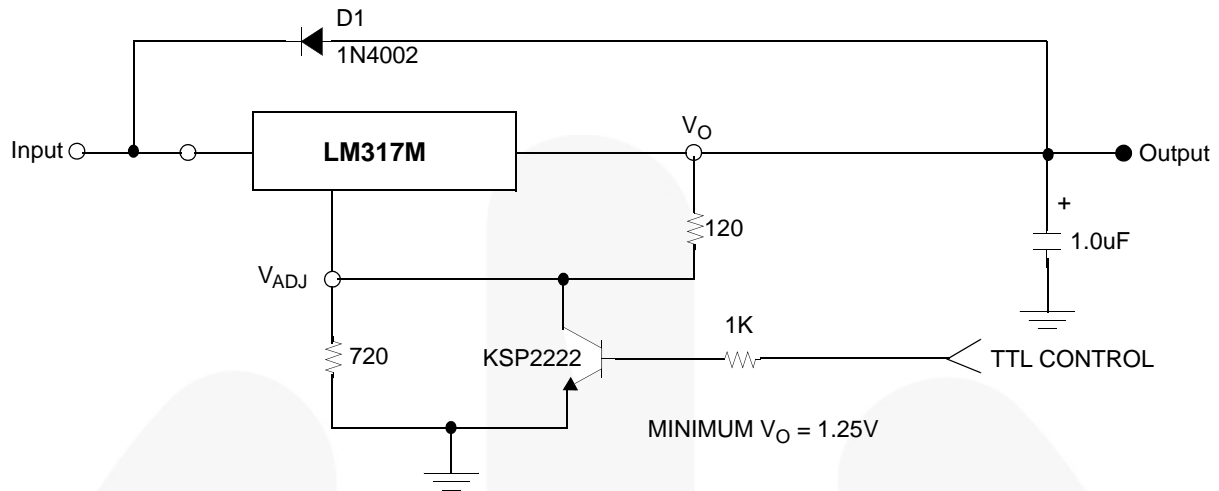 D1
1N4002
Input
LM317M
VO
Output
120
+
1.0uF
VADJ
720
KSP2222
1K
TTL CONTROL
MINIMUM VO = 1.25V